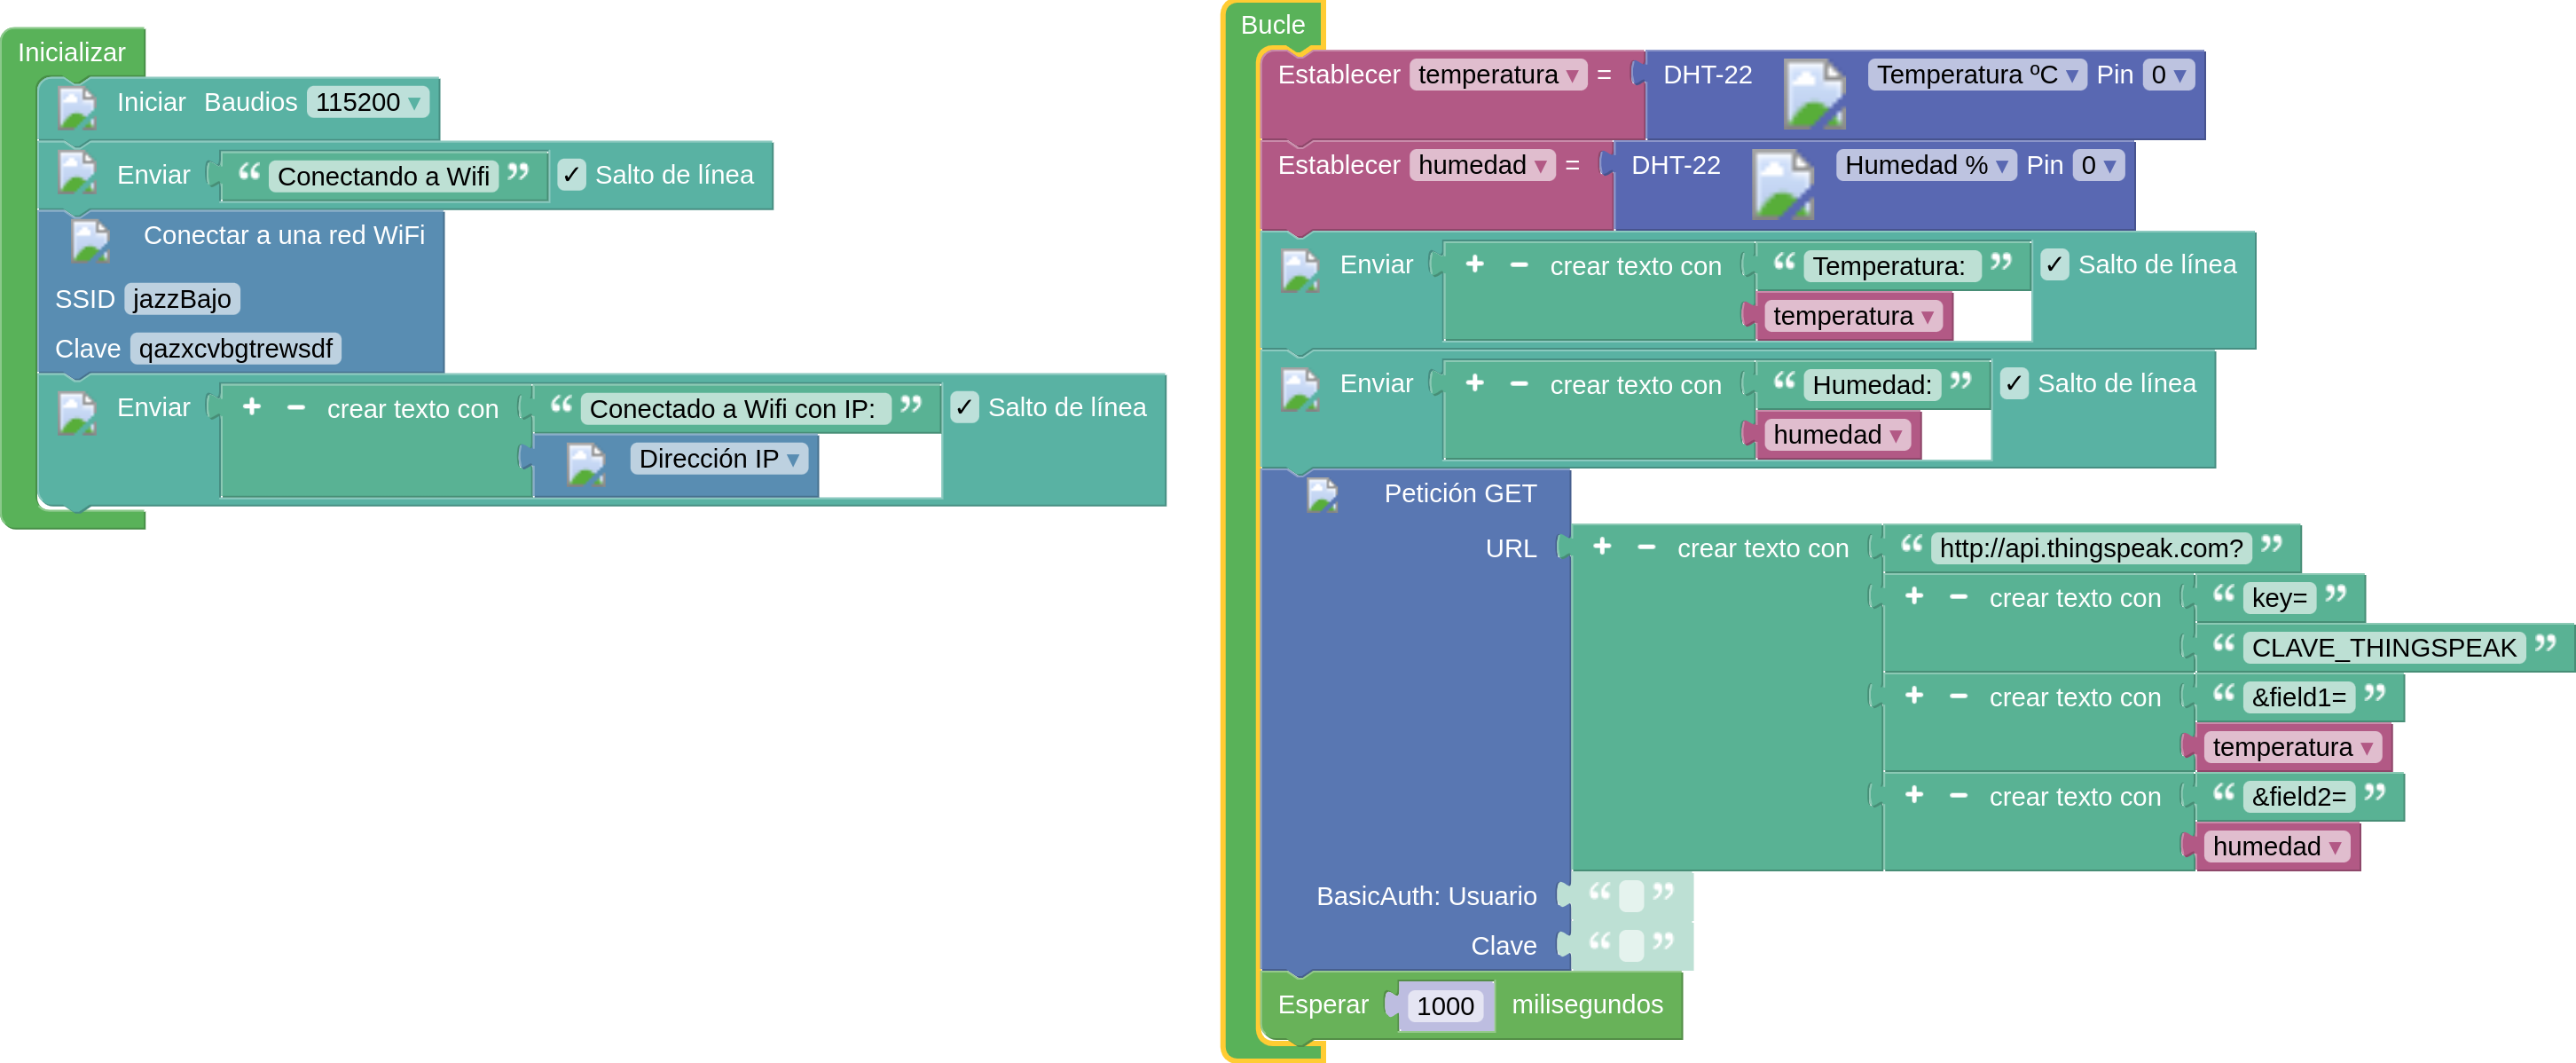 Inicializar
Iniciar Baudios 115200 ▾
Enviar “ Conectando a Wifi ” ✓ Salto de línea
Conectar a una red WiFi
SSID jazzBajo
Clave qazxcvbgtrewsdf
Enviar + − crear texto con “ Conectado a Wifi con IP: ” ✓ Salto de línea
Dirección IP ▾
Bucle
Establecer temperatura ▾ = DHT-22 Temperatura ºC ▾ Pin 0 ▾
Establecer humedad ▾ = DHT-22 Humedad % ▾ Pin 0 ▾
Enviar + − crear texto con “ Temperatura: ” ✓ Salto de línea
temperatura ▾
Enviar + − crear texto con “ Humedad: ” ✓ Salto de línea
humedad ▾
Petición GET
URL + − crear texto con “ http://api.thingspeak.com? ”
+ − crear texto con “ key= ”
“ CLAVE_THINGSPEAK ”
+ − crear texto con “ &field1= ”
temperatura ▾
+ − crear texto con “ &field2= ”
humedad ▾
BasicAuth: Usuario “ ”
Clave “ ”
Esperar 1000 milisegundos